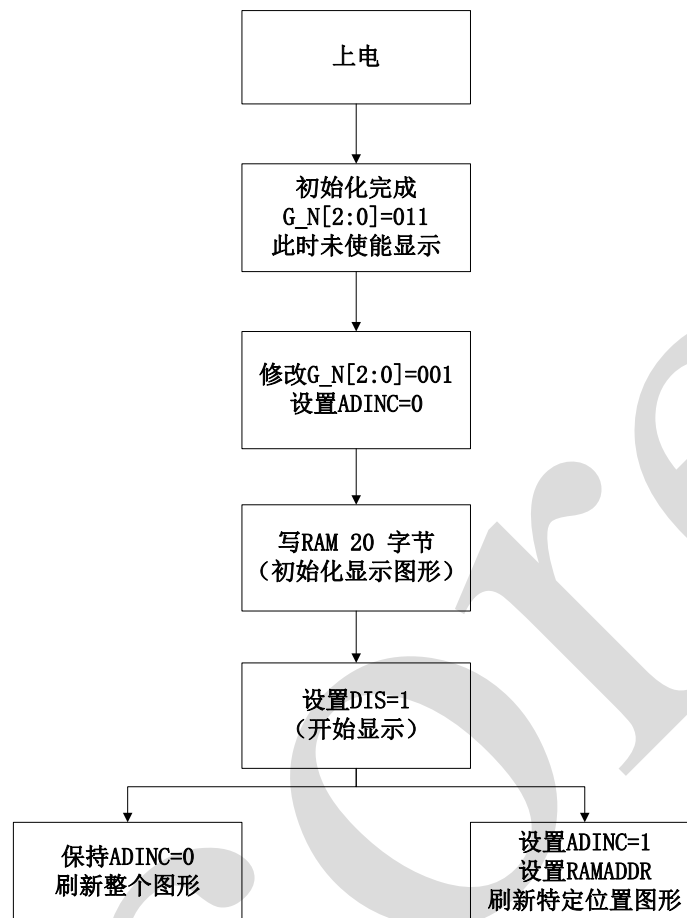 上电
初始化完成
G_N[2:0]=011
此时未使能显示
修改G_N[2:0]=001
设置ADINC=0
写RAM 20 字节
（初始化显示图形）
设置DIS=1
（开始显示）
保持ADINC=0
刷新整个图形
设置ADINC=1
设置RAMADDR
刷新特定位置图形